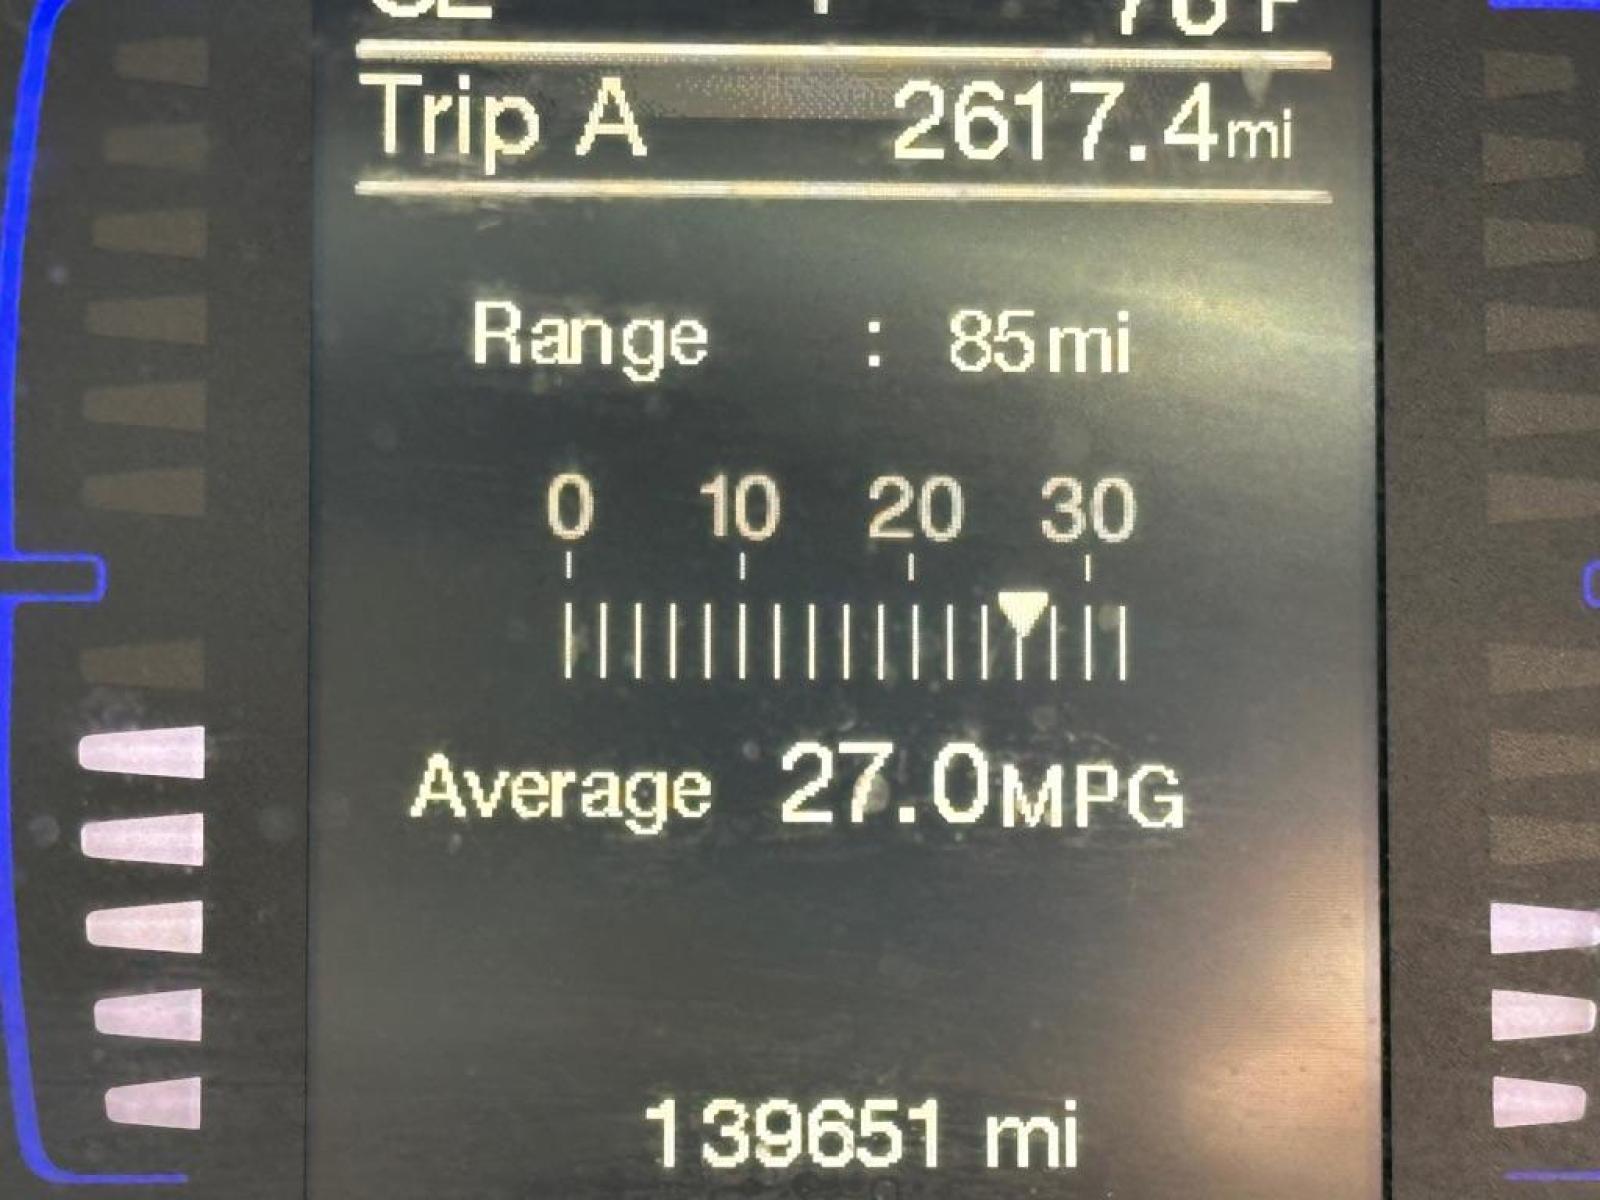 Trip A 2617.4mi
Range : 85mi
0 10 20 30
Average 27.0MPG
139651 mi